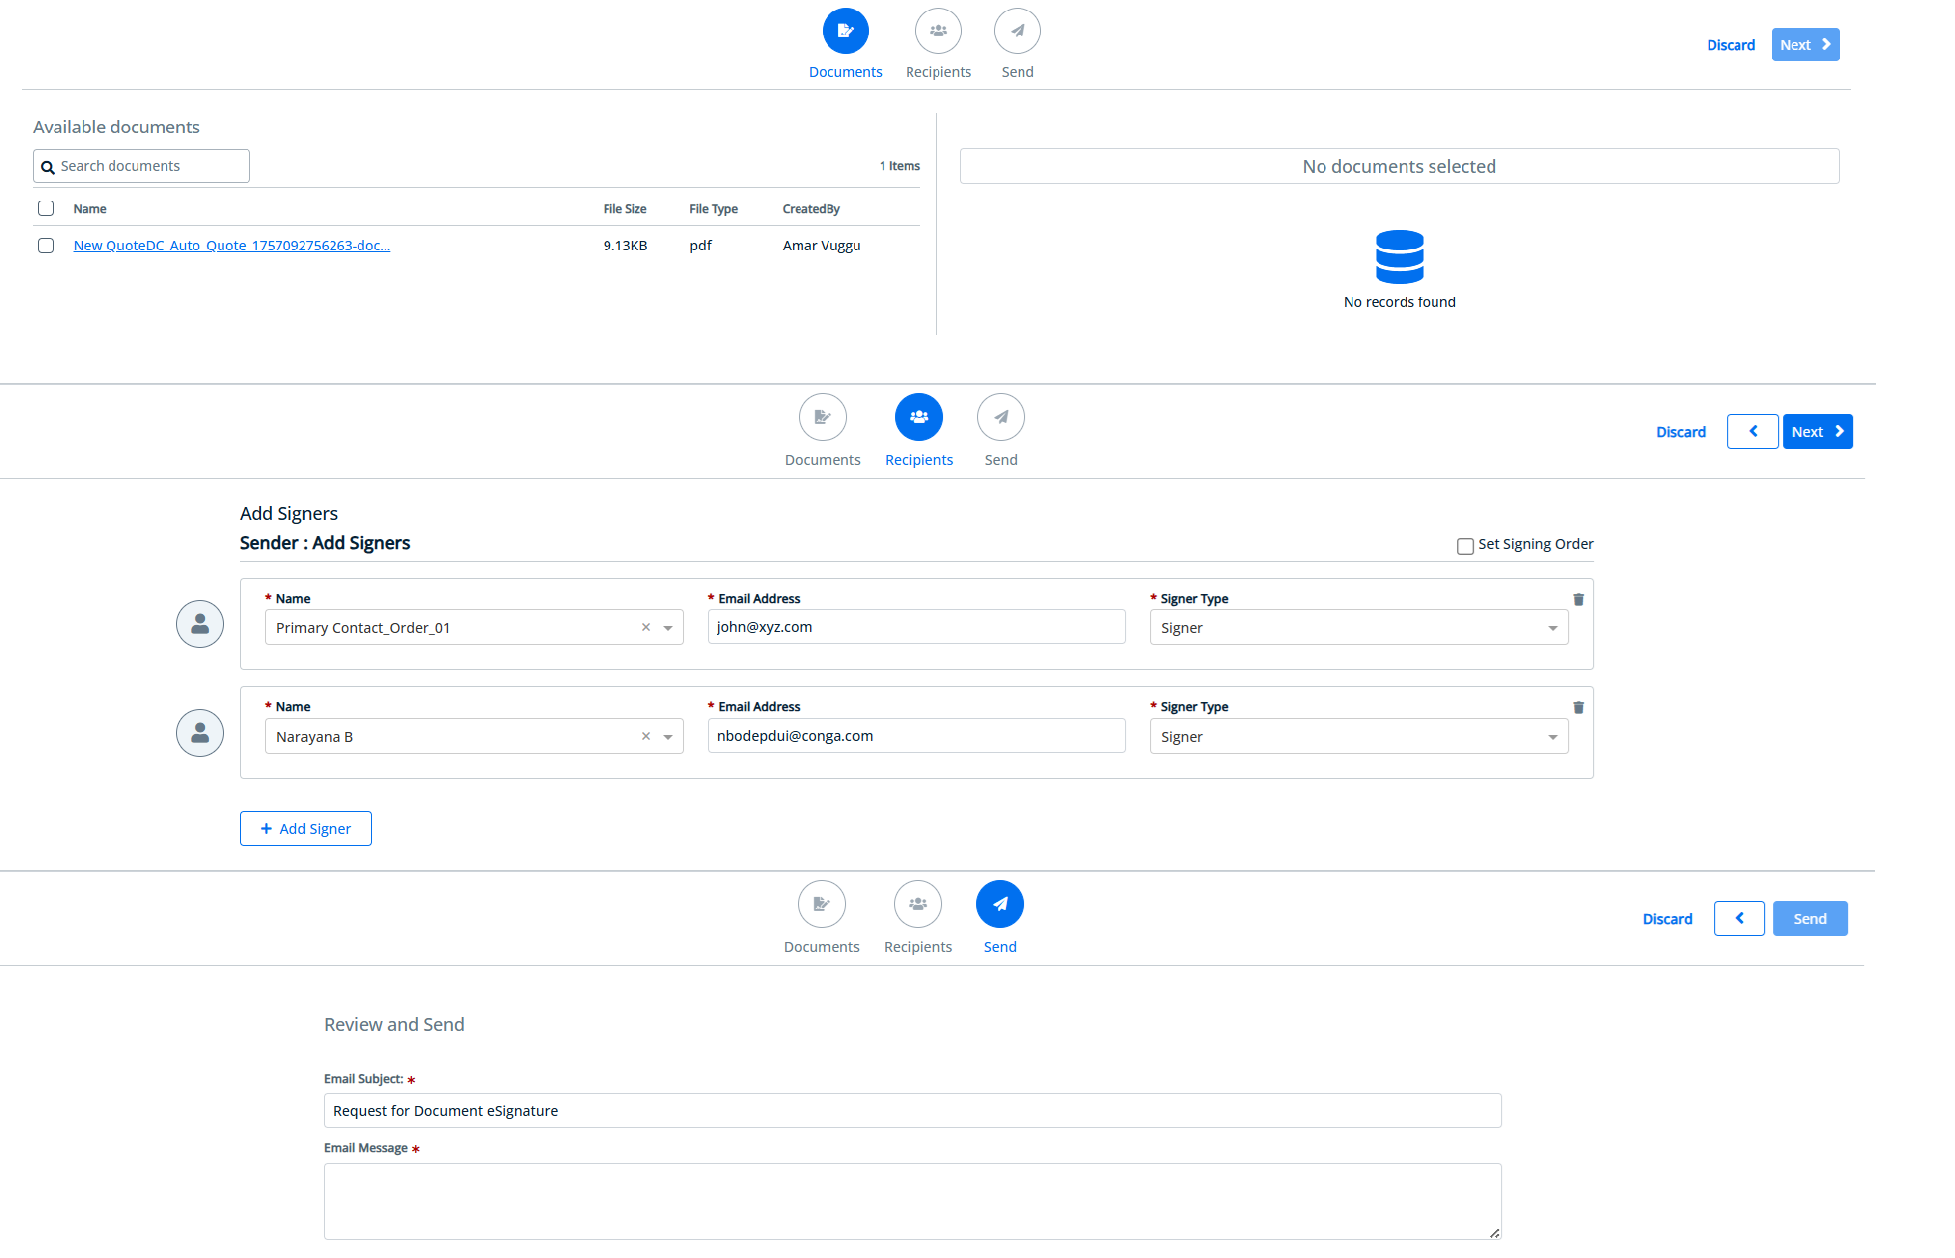 Documents Recipients Send
Discard Next
Available documents
Search documents
1 Items
No documents selected
Name File Size File Type CreatedBy
New QuoteDC_Auto_Quote_1757092756263-doc... 9.13KB pdf Amar Vuggu
No records found
Documents Recipients Send
Discard Next
Add Signers
Sender : Add Signers
Set Signing Order
* Name * Email Address * Signer Type
Primary Contact_Order_01 × john@xyz.com Signer
* Name * Email Address * Signer Type
Narayana B × nbodepdui@conga.com Signer
+ Add Signer
Documents Recipients Send
Discard Send
Review and Send
Email Subject: *
Request for Document eSignature
Email Message *